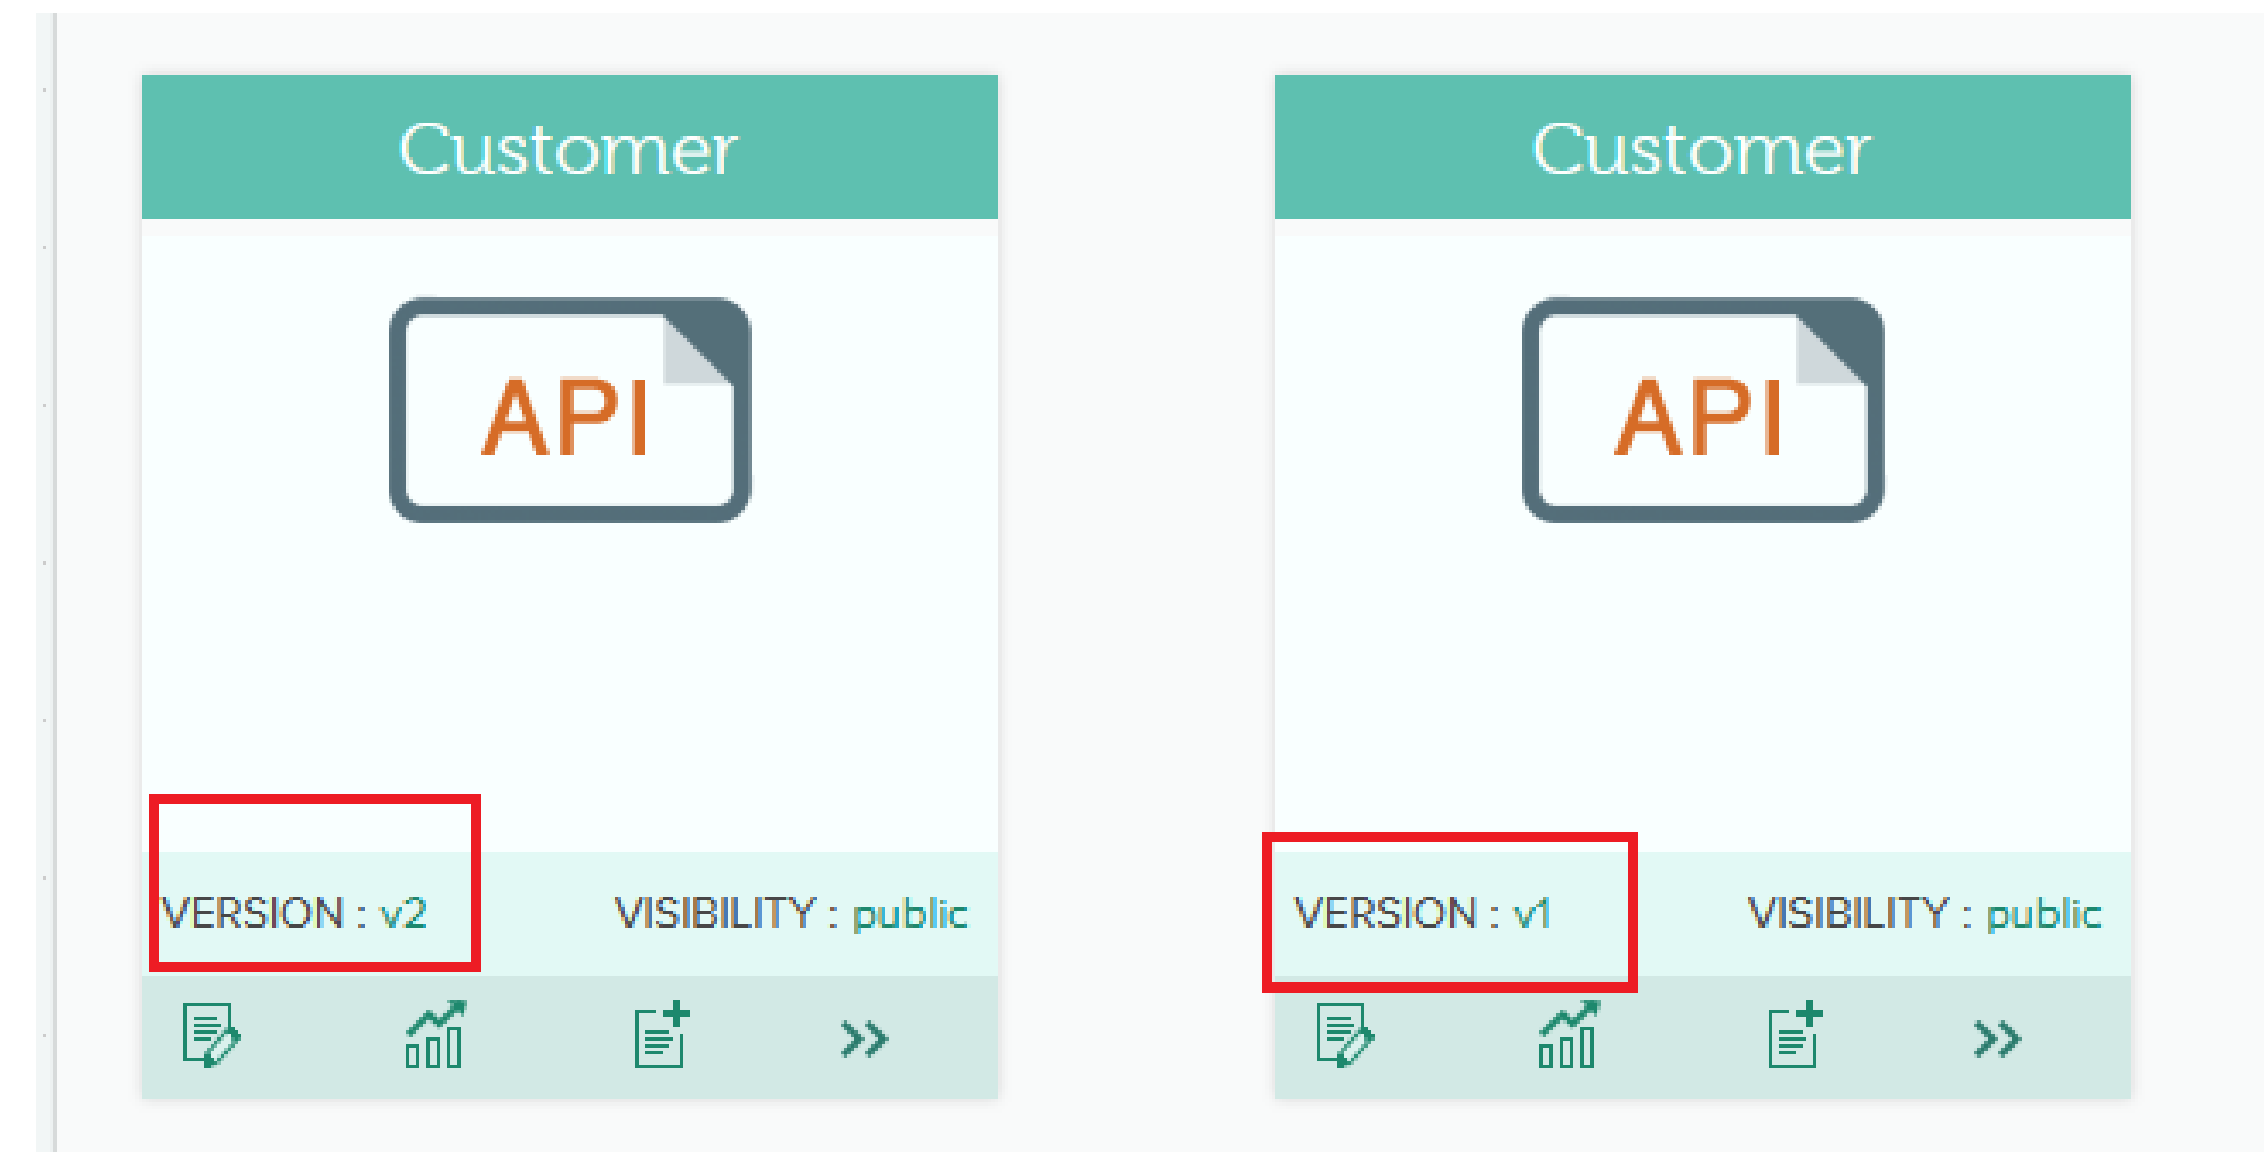 Customer
API
VERSION : v2 VISIBILITY : public
Customer
API
VERSION : v1 VISIBILITY : public